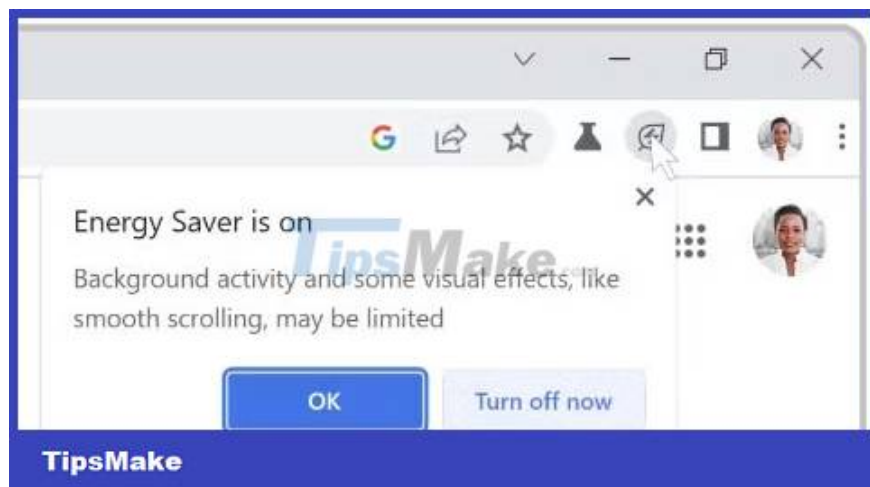 Energy Saver is on
TipsMake.com
Background activity and some visual effects, like
smooth scrolling, may be limited
OK
Turn off now
TipsMake